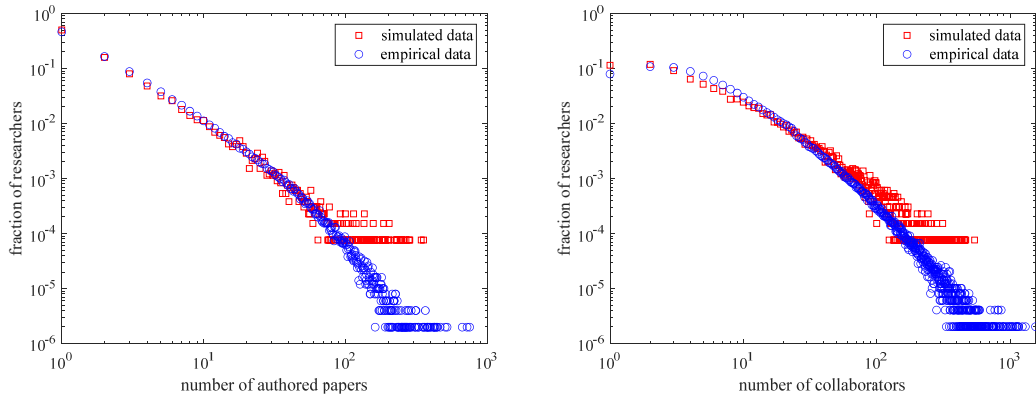 10^0
10^-1
10^-2
10^-3
10^-4
10^-5
10^-6
fraction of researchers
10^0
10^1
10^2
10^3
number of authored papers
simulated data
empirical data
10^0
10^-1
10^-2
10^-3
10^-4
10^-5
10^-6
fraction of researchers
10^0
10^1
10^2
10^3
number of collaborators
simulated data
empirical data